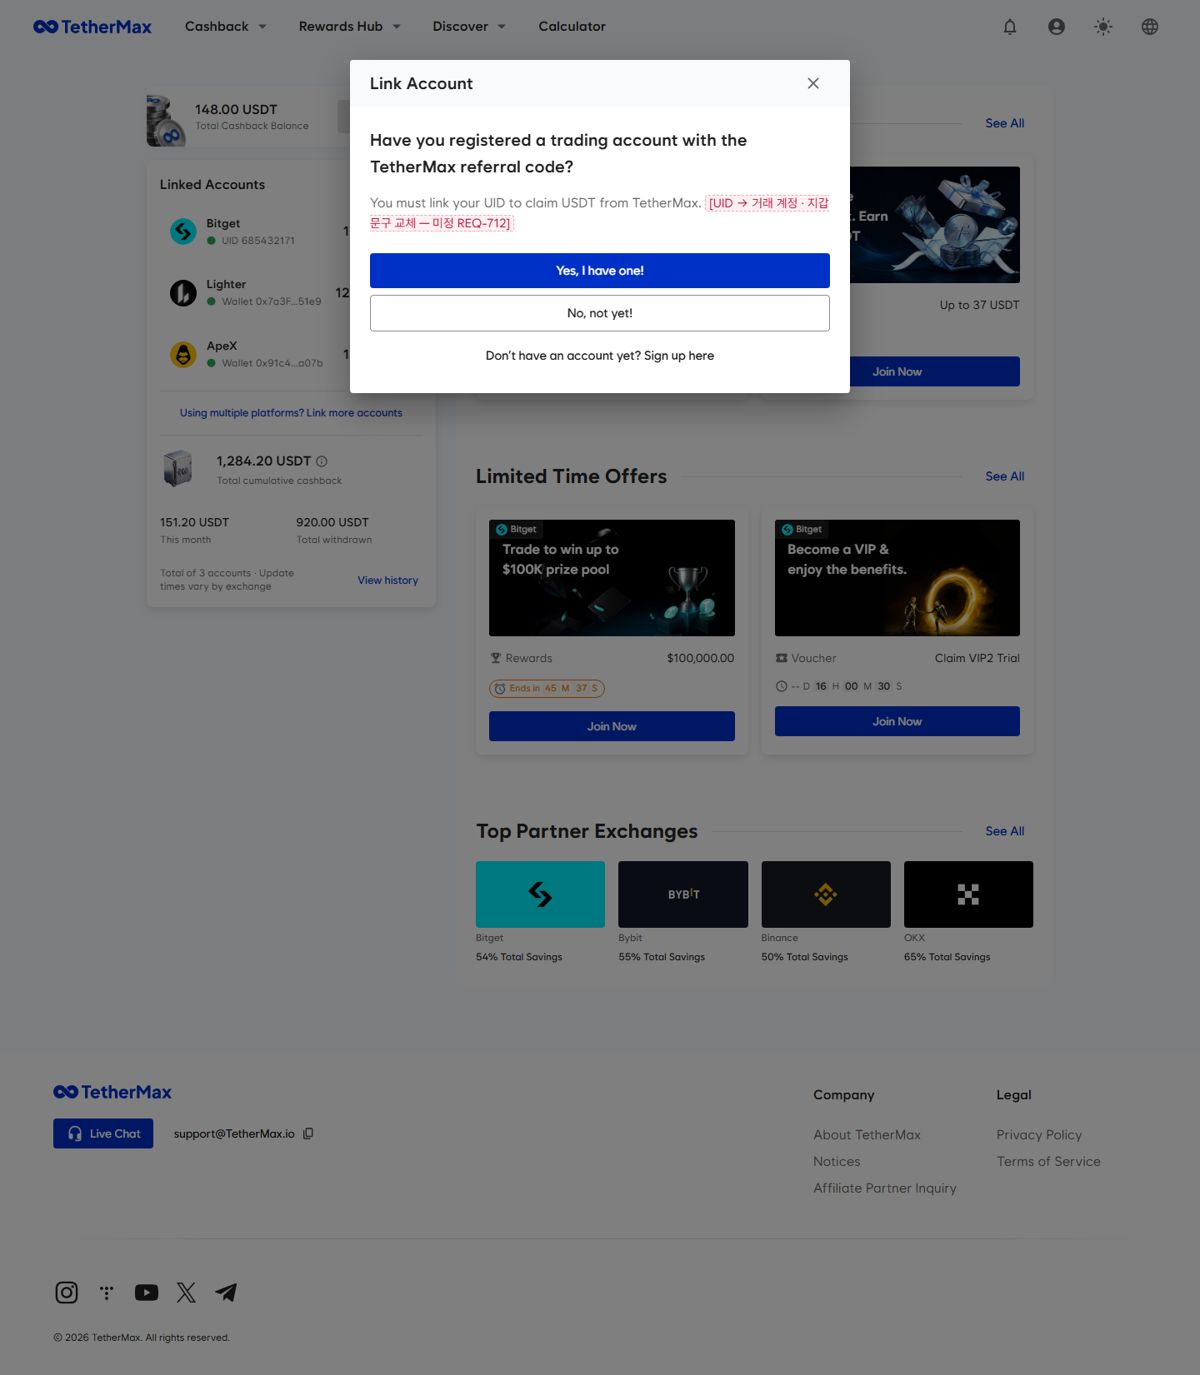 TetherMax
Cashback
Rewards Hub
Discover
Calculator
Link Account
Have you registered a trading account with the
TetherMax referral code?
You must link your UID to claim USDT from TetherMax. [UID → 거래 계정 · 지갑
문구 교체 — 미정 REQ-712]
Yes, I have one!
No, not yet!
Don't have an account yet? Sign up here
148.00 USDT
Total Cashback Balance
Linked Accounts
Bitget
UID 685432171
1
Lighter
Wallet 0x7a3F...51e9
12
ApeX
Wallet 0x91c4...a07b
1
Using multiple platforms? Link more accounts
1,284.20 USDT
Total cumulative cashback
151.20 USDT
This month
920.00 USDT
Total withdrawn
Total of 3 accounts · Update
times vary by exchange
View history
See All
. Earn
Up to 37 USDT
Join Now
Limited Time Offers
See All
Bitget
Trade to win up to
$100K prize pool
Rewards
$100,000.00
Ends in 45 M 37 S
Join Now
Bitget
Become a VIP &
enjoy the benefits.
Voucher
Claim VIP2 Trial
-- D 16 H 00 M 30 S
Join Now
Top Partner Exchanges
See All
BYBIT
Bitget
54% Total Savings
Bybit
55% Total Savings
Binance
50% Total Savings
OKX
65% Total Savings
TetherMax
Live Chat
support@TetherMax.io
Company
About TetherMax
Notices
Affiliate Partner Inquiry
Legal
Privacy Policy
Terms of Service
© 2026 TetherMax. All rights reserved.